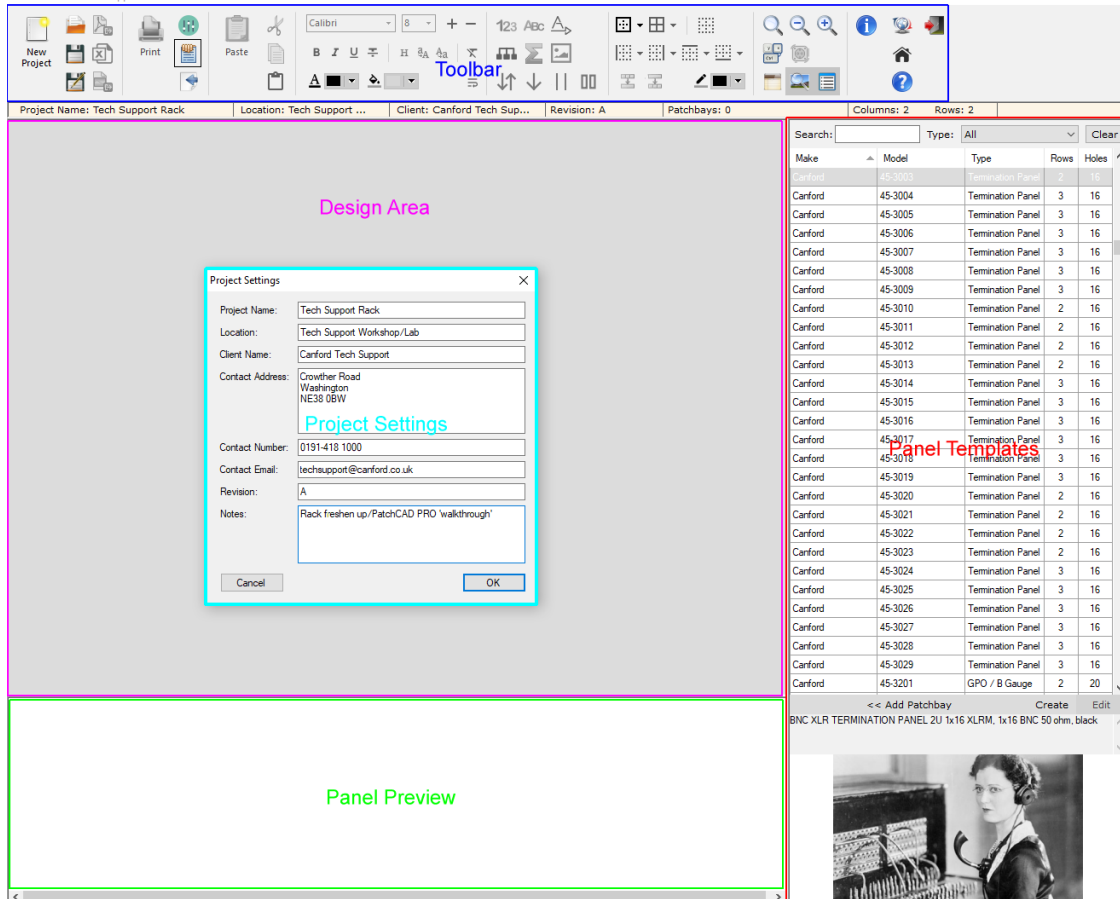 New
Project
Print
Paste
Calibri
8
123 ABC A
B I U
H
A
Toolbar
Project Name: Tech Support Rack
Location: Tech Support ...
Client: Canford Tech Sup...
Revision: A
Patchbays: 0
Columns: 2
Rows: 2
Search:
Type: All
Clear
Make Model Type Rows Holes
Canford 45-3003 Termination Panel 2 16
Canford 45-3004 Termination Panel 3 16
Canford 45-3005 Termination Panel 3 16
Canford 45-3006 Termination Panel 3 16
Canford 45-3007 Termination Panel 3 16
Canford 45-3008 Termination Panel 3 16
Canford 45-3009 Termination Panel 3 16
Canford 45-3010 Termination Panel 2 16
Canford 45-3011 Termination Panel 2 16
Canford 45-3012 Termination Panel 2 16
Canford 45-3013 Termination Panel 2 16
Canford 45-3014 Termination Panel 3 16
Canford 45-3015 Termination Panel 3 16
Canford 45-3016 Termination Panel 3 16
Canford 45-3017 Termination Panel 3 16
Panel Templates
Canford 45-3018 Termination Panel 3 16
Canford 45-3019 Termination Panel 3 16
Canford 45-3020 Termination Panel 2 16
Canford 45-3021 Termination Panel 2 16
Canford 45-3022 Termination Panel 2 16
Canford 45-3023 Termination Panel 2 16
Canford 45-3024 Termination Panel 3 16
Canford 45-3025 Termination Panel 3 16
Canford 45-3026 Termination Panel 3 16
Canford 45-3027 Termination Panel 3 16
Canford 45-3028 Termination Panel 3 16
Canford 45-3029 Termination Panel 3 16
Canford 45-3201 GPO / B Gauge 2 20
<< Add Patchbay Create Edit
BNC XLR TERMINATION PANEL 2U 1x16 XLRM, 1x16 BNC 50 ohm, black
Design Area
Project Settings
Project Name: Tech Support Rack
Location: Tech Support Workshop/Lab
Client Name: Canford Tech Support
Contact Address: Crowther Road
Washington
NE38 0BW
Project Settings
Contact Number: 0191-418 1000
Contact Email: techsupport@canford.co.uk
Revision: A
Notes: Rack freshen up/PatchCAD PRO 'walkthrough'
Cancel OK
Panel Preview